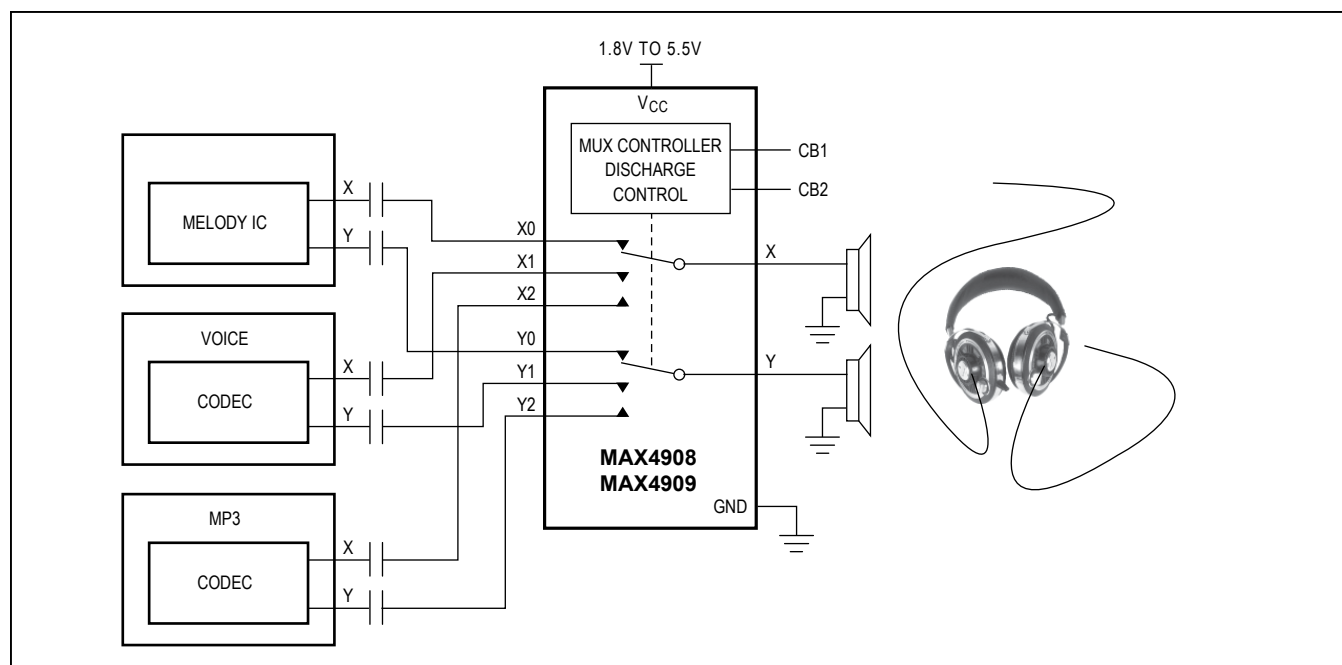 1.8V TO 5.5V
VCC
MUX CONTROLLER
DISCHARGE
CONTROL
CB1
CB2
MELODY IC
X
Y
VOICE
CODEC
X
Y
MP3
CODEC
X
Y
X0
X1
X2
Y0
Y1
Y2
X
Y
MAX4908
MAX4909
GND